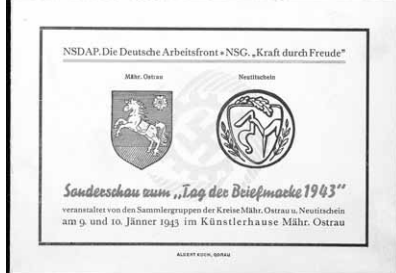 NSDAP. Die Deutsche Arbeitsfront • NSG. „Kraft durch Freude"
Mähr. Ostrau
Neutitschein
Sonderschau zum „Tag der Briefmarke 1943"
veranstaltet von den Sammlergruppen der Kreise Mähr. Ostrau u. Neutitschein
am 9. und 10. Jänner 1943 im Künstlerhause Mähr. Ostrau
ALBERT KOCH, OSRAU